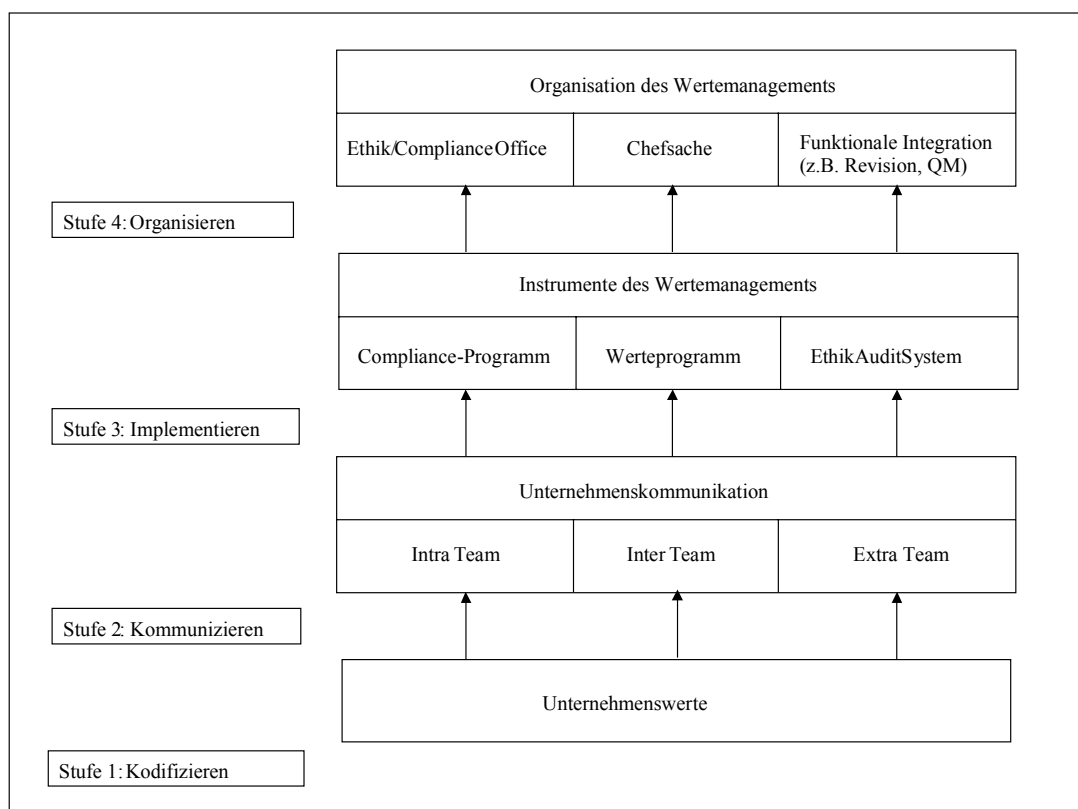 Organisation des Wertemanagements
Ethik/ComplianceOffice
Chefsache
Funktionale Integration
(z.B. Revision, QM)
Stufe 4: Organisieren
Instrumente des Wertemanagements
Compliance-Programm
Werteprogramm
EthikAuditSystem
Stufe 3: Implementieren
Unternehmenskommunikation
Intra Team
Inter Team
Extra Team
Stufe 2: Kommunizieren
Unternehmenswerte
Stufe 1: Kodifizieren